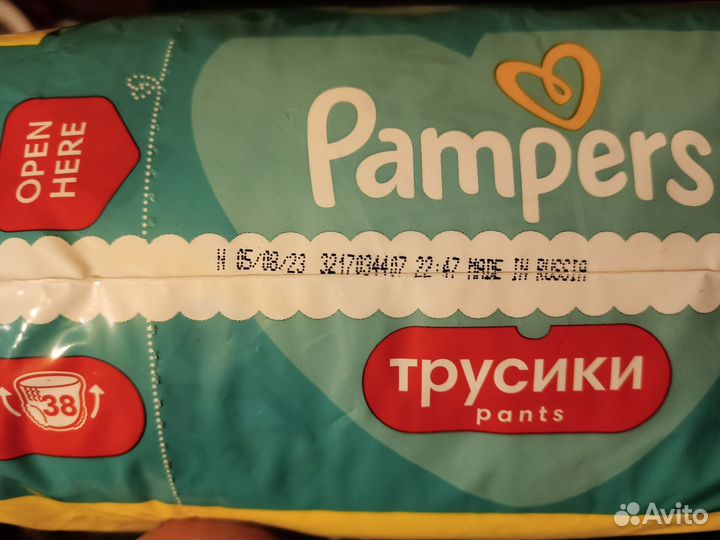 OPEN
HERE
Pampers
И 05/08/23 3217034407 22:47 MADE IN RUSSIA
38
трусики
pants
Avito